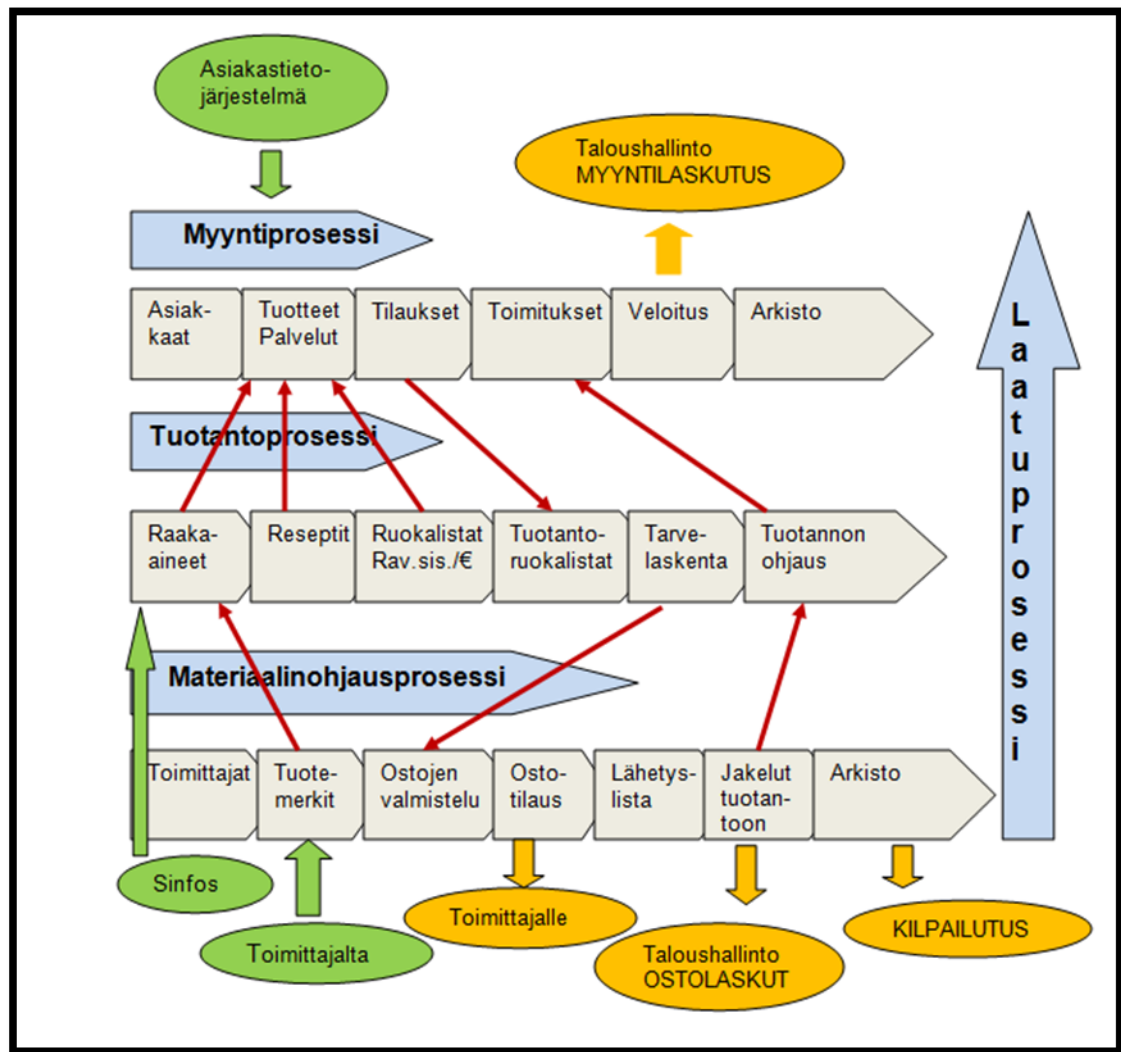 Asiakastieto-
järjestelmä
Taloushallinto
MYYNTILASKUTUS
Myyntiprosessi
Asiak-
kaat
Tuotteet
Palvelut
Tilaukset
Toimitukset
Veloitus
Arkisto
Tuotantoprosessi
Raaka-
aineet
Reseptit
Ruokalistat
Rav.sis./€
Tuotanto-
ruokalistat
Tarve-
laskenta
Tuotannon
ohjaus
Materiaalinohjausprosessi
Toimittajat
Tuote-
merkit
Ostojen
valmistelu
Osto-
tilaus
Lähetys-
lista
Jakelut
tuotan-
toon
Arkisto
Sinfos
Toimittajalta
Toimittajalle
Taloushallinto
OSTOLASKUT
KILPAILUTUS
Laatuprosessi